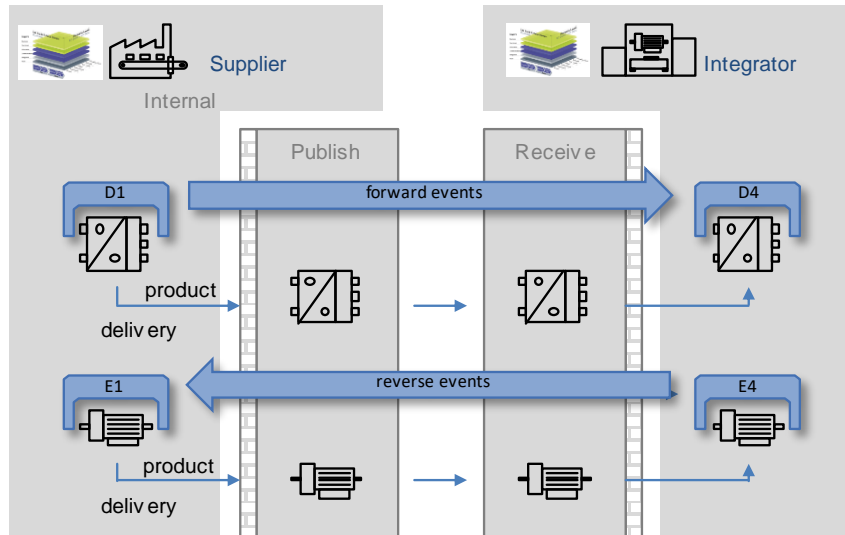 Supplier
Integrator
Internal
Publish
Receive
D1
forward events
D4
product
delivery
E1
reverse events
E4
product
delivery